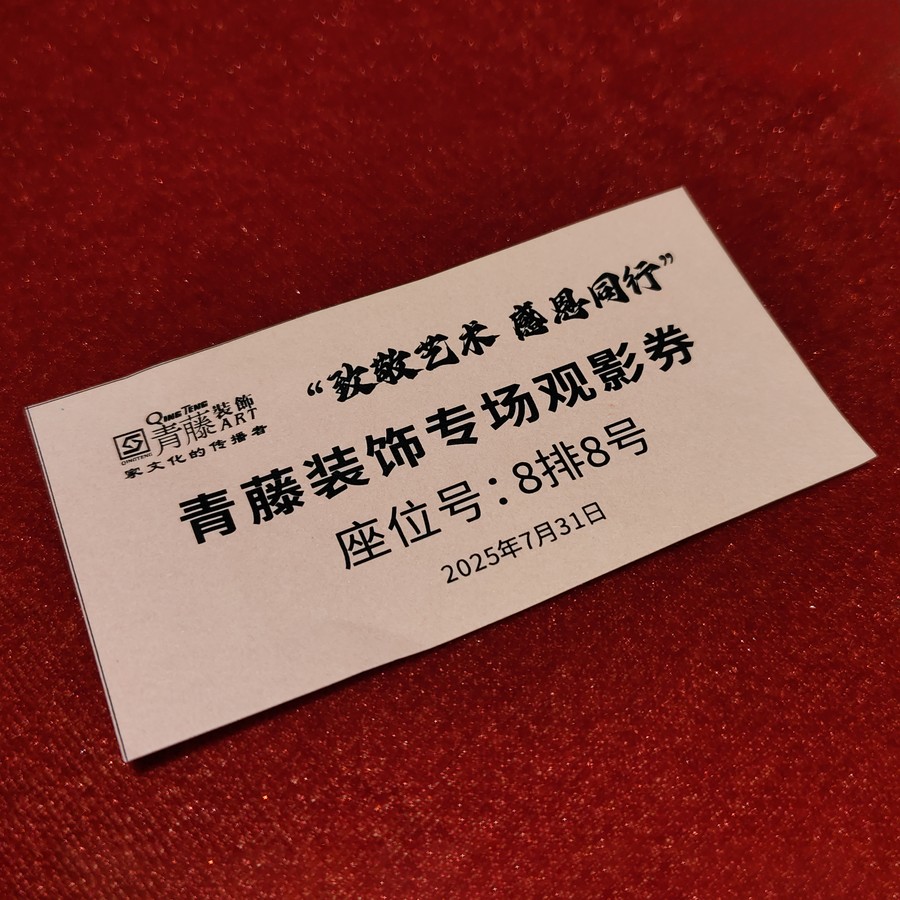 “致敬艺术 感恩同行”
QING TENG
青藤装飾
ART
QINGTENG
家文化的传播者
青藤装饰专场观影券
座位号：8排8号
2025年7月31日